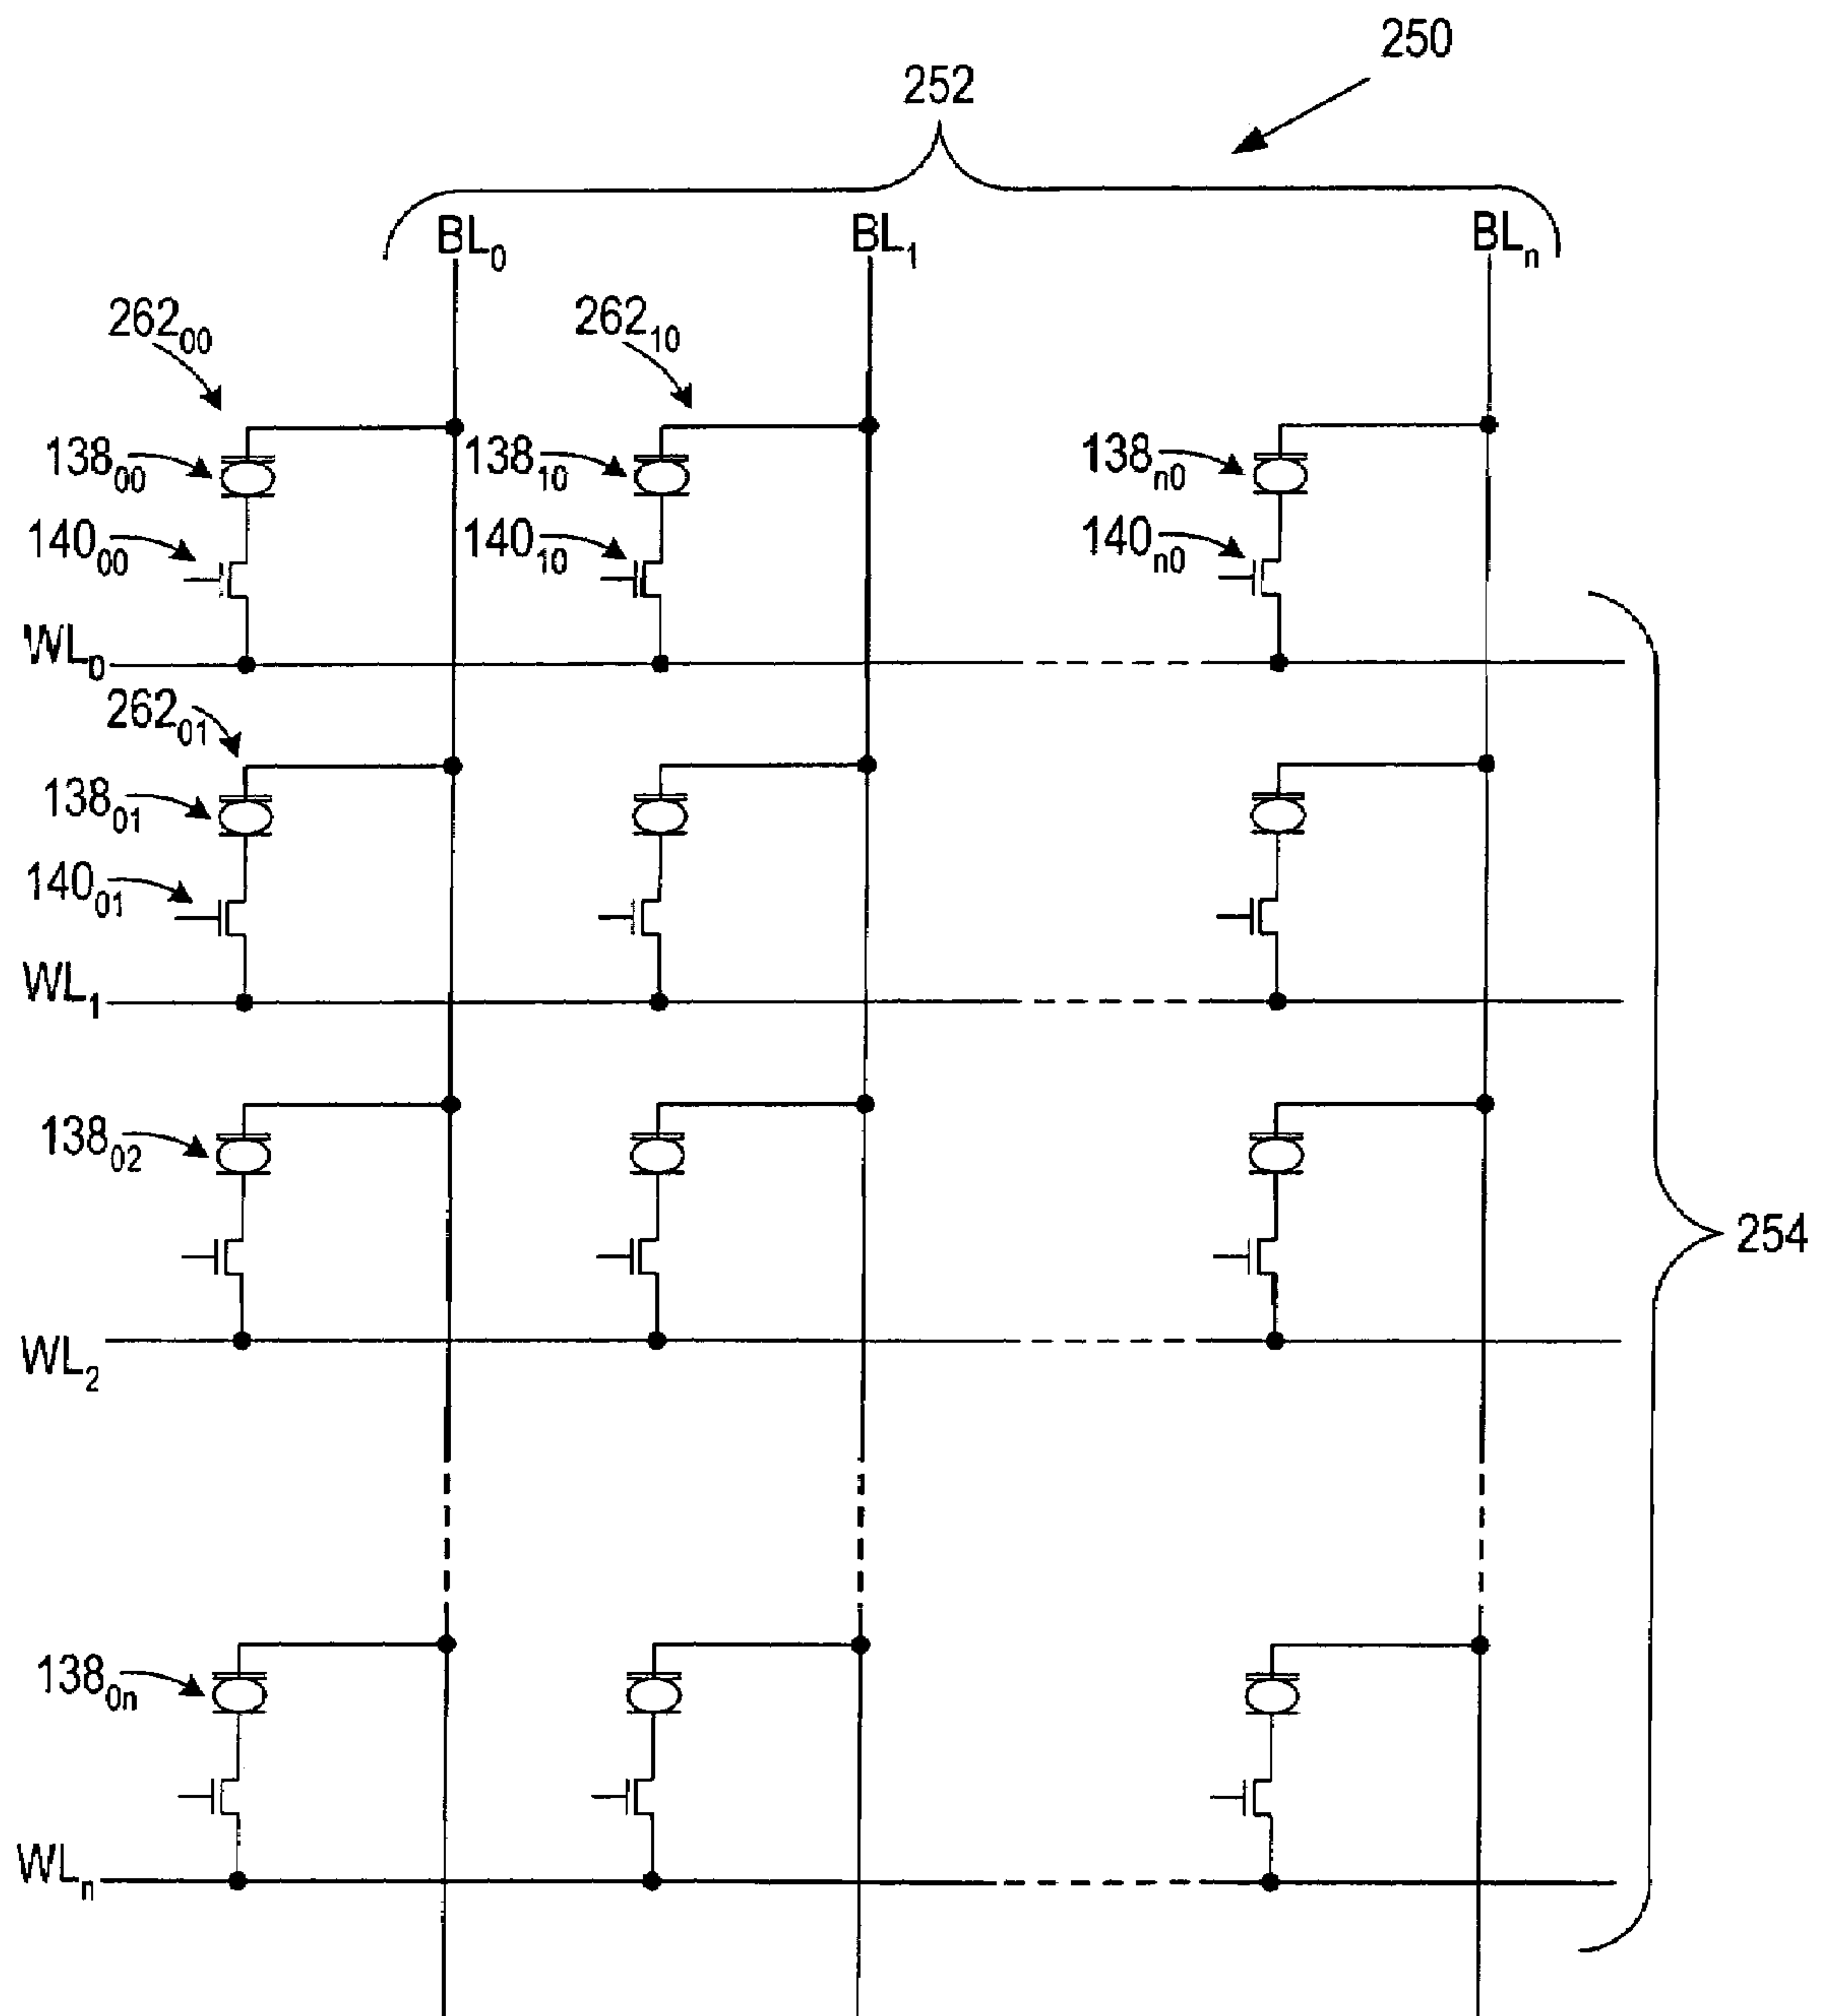 250
252
BL₀ BL₁ BLₙ
262₀₀ 262₁₀
138₀₀ 138₁₀ 138ₙ₀
140₀₀ 140₁₀ 140ₙ₀
WL₀
262₀₁
138₀₁
140₀₁
WL₁
138₀₂
254
WL₂
138₀ₙ
WLₙ